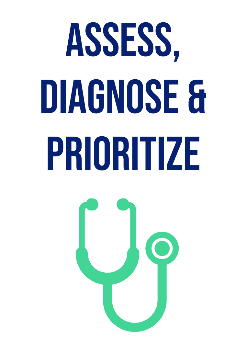 ASSESS,
DIAGNOSE &
PRIORITIZE